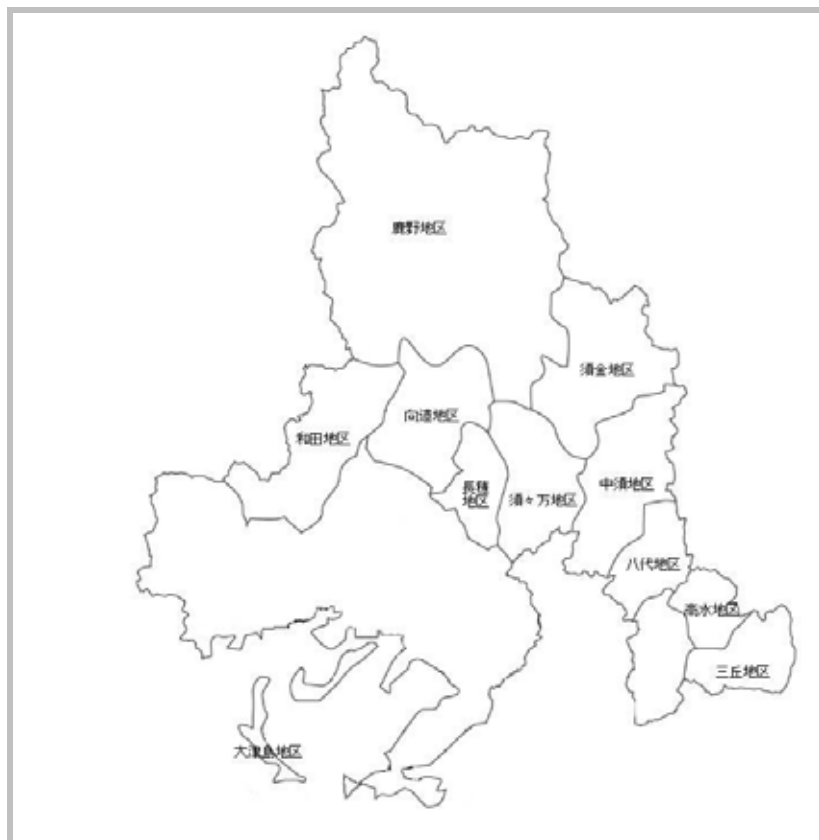 鹿野地区
須金地区
向道地区
和田地区
長穂
地区
須々万地区
中須地区
八代地区
高水地区
三丘地区
大津島地区